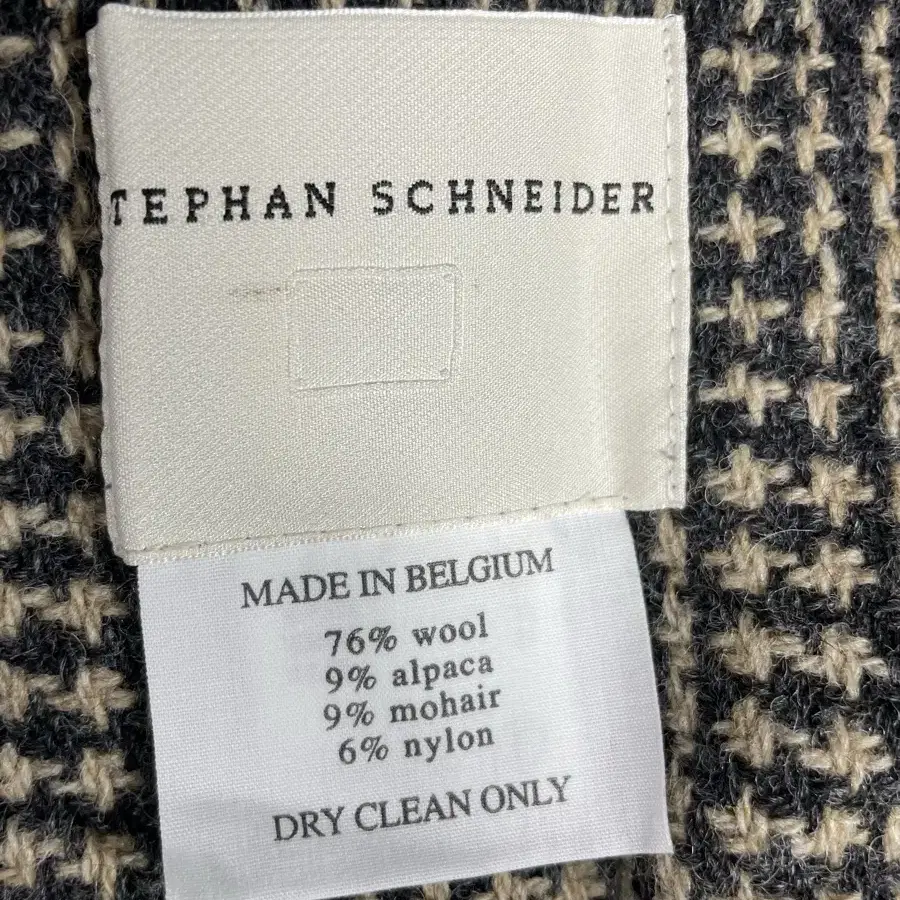 TEPHAN SCHNEIDER
MADE IN BELGIUM
76% wool
9% alpaca
9% mohair
6% nylon
DRY CLEAN ONLY